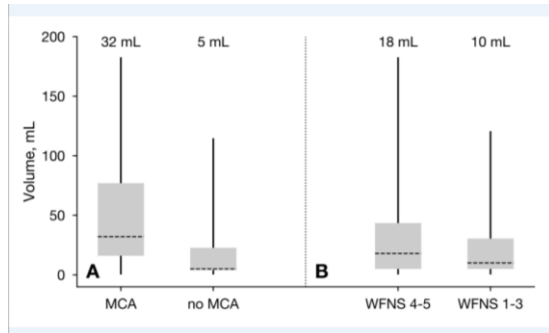 200
32 mL
5 mL
18 mL
10 mL
150
100
50
0
Volume, mL
A
B
MCA
no MCA
WFNS 4-5
WFNS 1-3